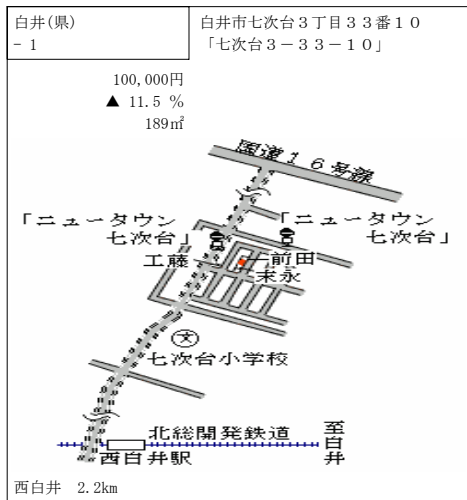 白井(県)
- 1
白井市七次台３丁目３３番１０
「七次台３－３３－１０」
100,000円
▲ 11.5 %
189㎡
国道１６号線
「ニュータウン
七次台」
「ニュータウン
七次台」
工藤
前田
末永
文
七次台小学校
北総開発鉄道
至白井
西白井駅
西白井　2.2km